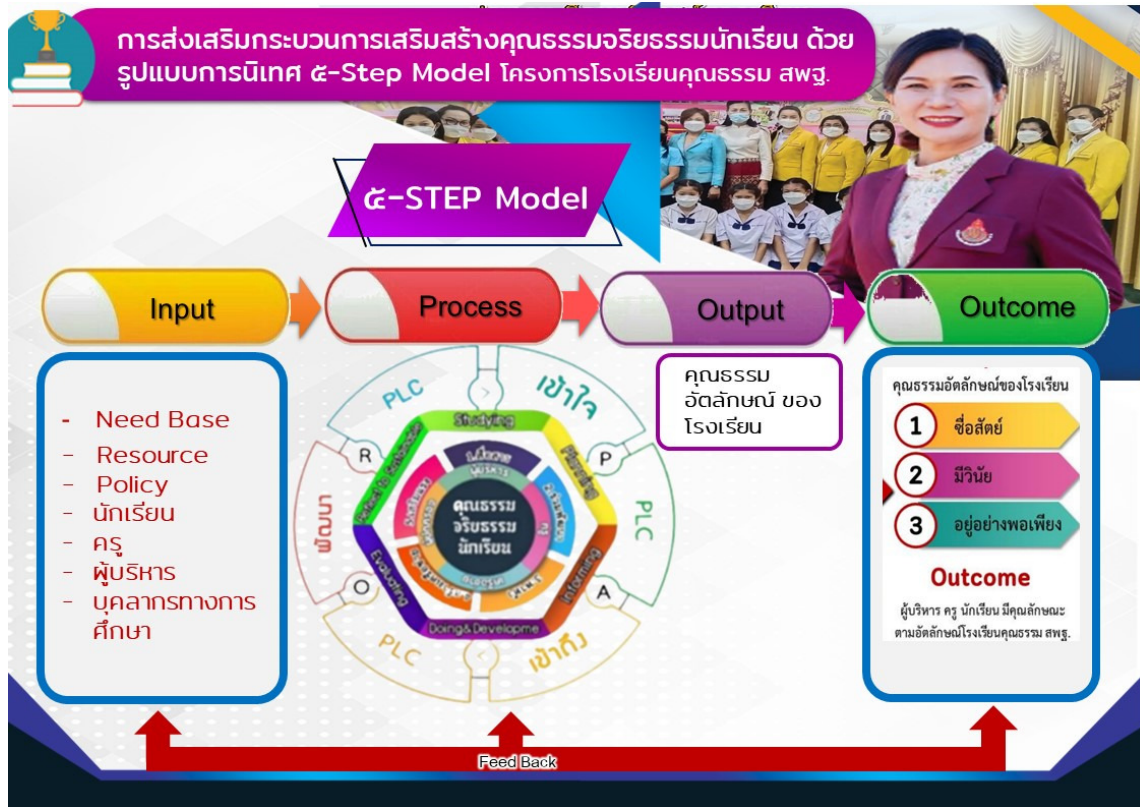 การส่งเสริมกระบวนการเสริมสร้างคุณธรรมจริยธรรมนักเรียน ด้วย
รูปแบบการนิเทศ ๕-Step Model โครงการโรงเรียนคุณธรรม สพฐ.
๕-STEP Model
Input
Process
Output
Outcome
- Need Base
- Resource
- Policy
- นักเรียน
- ครู
- ผู้บริหาร
- บุคลากรทางการ
ศึกษา
PLC
เข้าใจ
PLC
เข้าถึง
PLC
พัฒนา
R
P
A
O
Studying
Planning
Informing
Doing&Developme
Evaluating
ผู้บริหาร
คุณธรรม
จริยธรรม
นักเรียน
คุณธรรม
อัตลักษณ์ ของ
โรงเรียน
คุณธรรมอัตลักษณ์ของโรงเรียน
1 ซื่อสัตย์
2 มีวินัย
3 อยู่อย่างพอเพียง
Outcome
ผู้บริหาร ครู นักเรียน มีคุณลักษณะ
ตามอัตลักษณ์โรงเรียนคุณธรรม สพฐ.
Feed Back